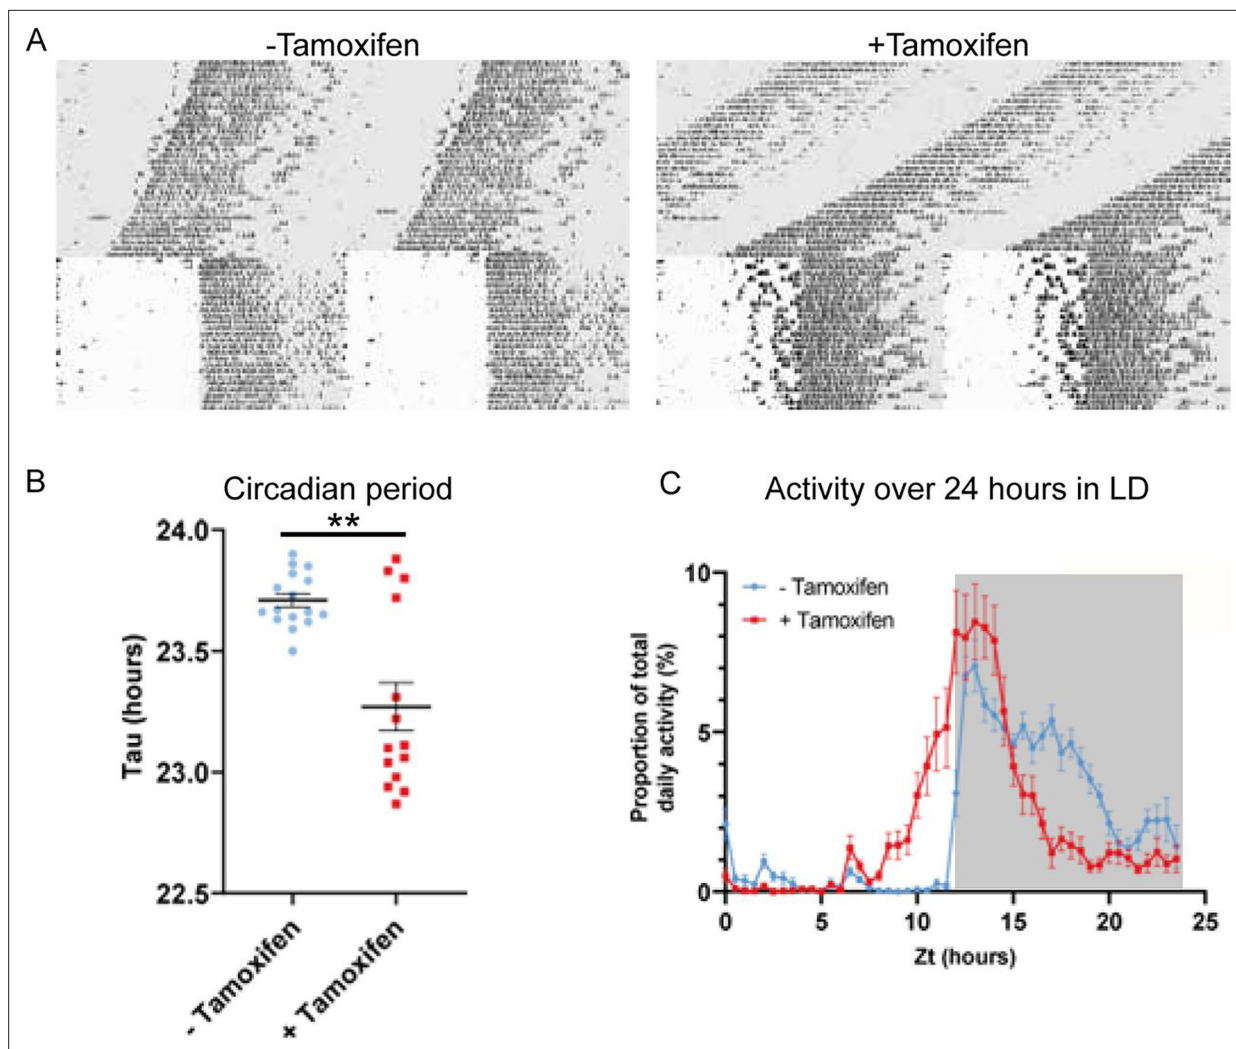 A
-Tamoxifen
+Tamoxifen
B
Circadian period
**
24.0
23.5
23.0
22.5
Tau (hours)
- Tamoxifen
+ Tamoxifen
C
Activity over 24 hours in LD
- Tamoxifen
+ Tamoxifen
10
5
0
Proportion of total
daily activity (%)
0
5
10
15
20
25
Zt (hours)